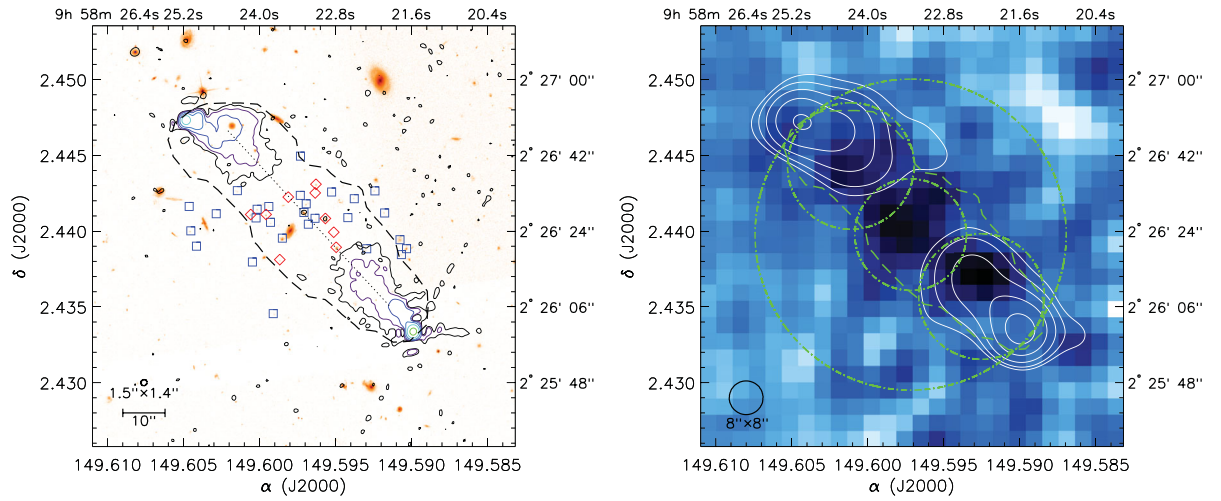 9h 58m 26.4s 25.2s 24.0s 22.8s 21.6s 20.4s
2.450
2.445
2.440
2.435
2.430
δ (J2000)
2° 27' 00''
2° 26' 42''
2° 26' 24''
2° 26' 06''
2° 25' 48''
1.5''×1.4''
10''
149.610 149.605 149.600 149.595 149.590 149.585
α (J2000)
9h 58m 26.4s 25.2s 24.0s 22.8s 21.6s 20.4s
2.450
2.445
2.440
2.435
2.430
δ (J2000)
2° 27' 00''
2° 26' 42''
2° 26' 24''
2° 26' 06''
2° 25' 48''
8''×8''
149.610 149.605 149.600 149.595 149.590 149.585
α (J2000)